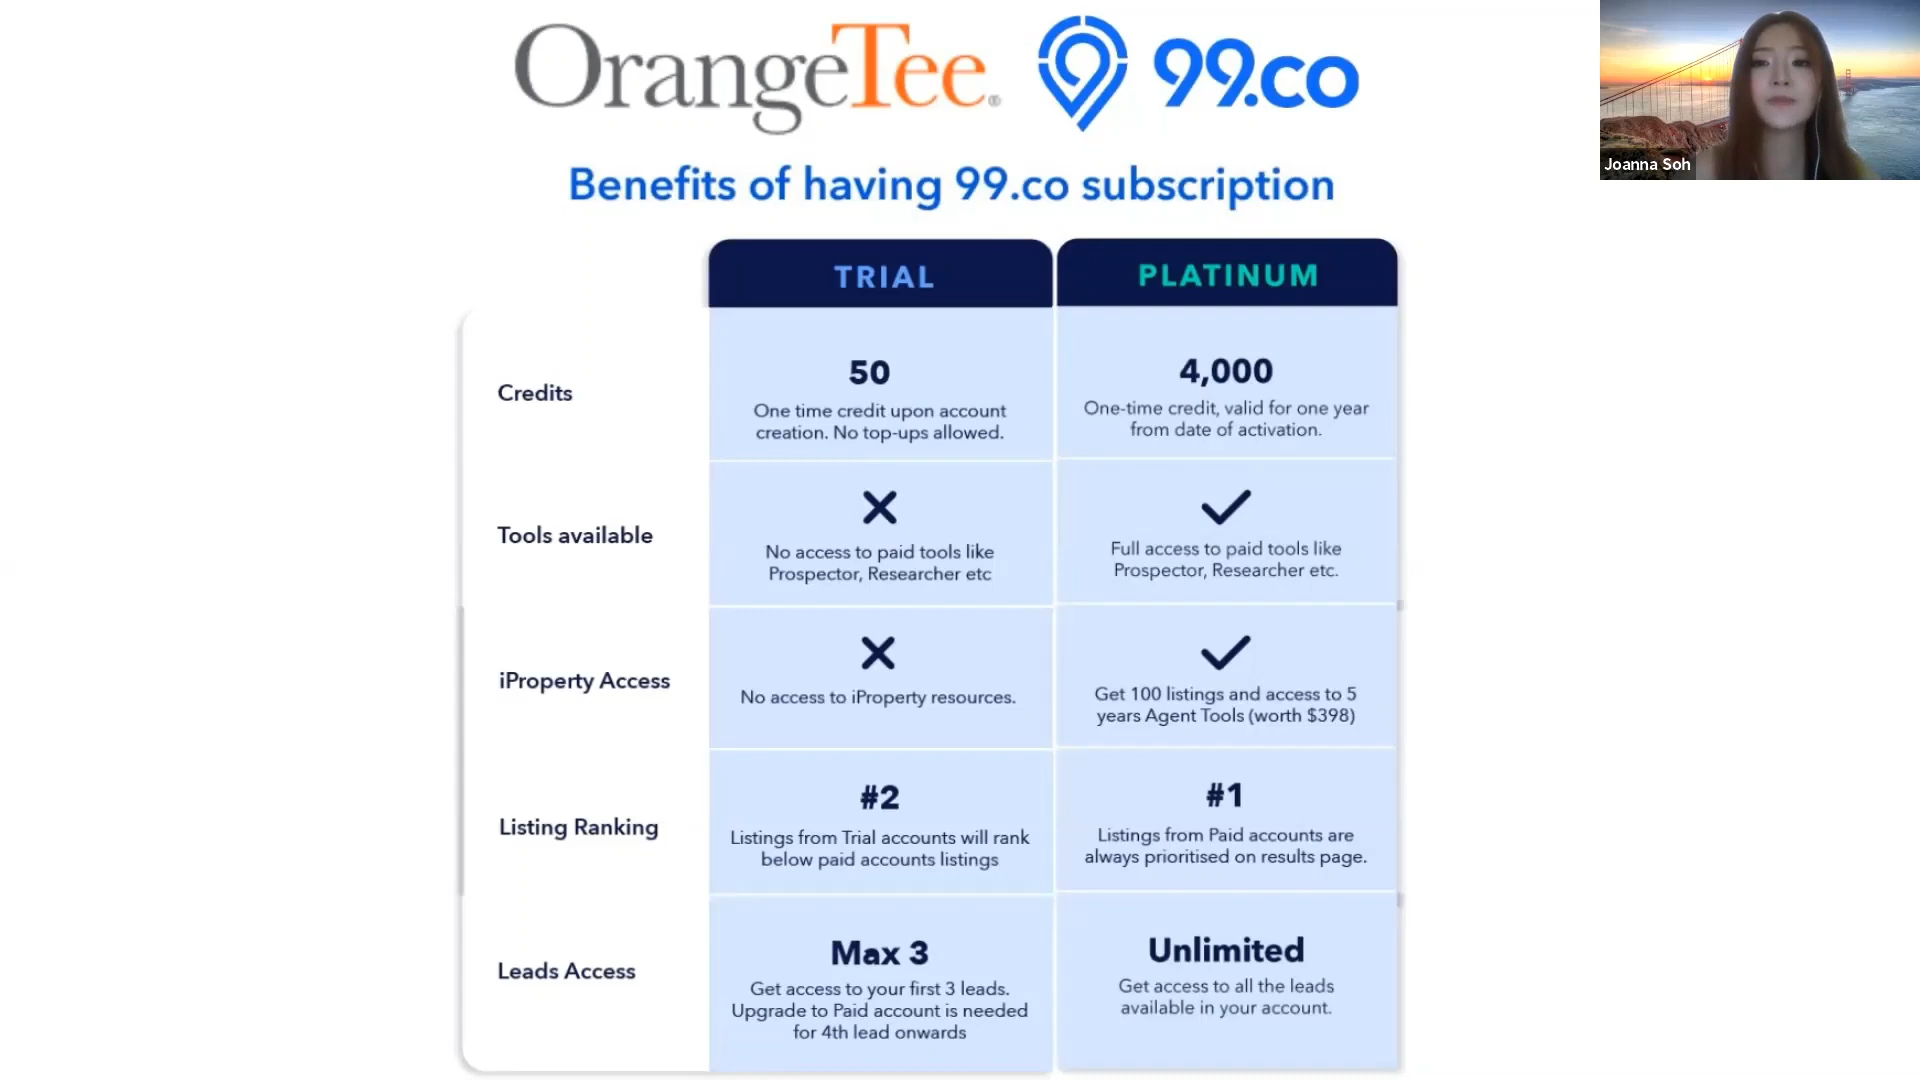 OrangeTee® 99.co
Joanna Soh
Benefits of having 99.co subscription
TRIAL PLATINUM
Credits
50
One time credit upon account
creation. No top-ups allowed.
4,000
One-time credit, valid for one year
from date of activation.
Tools available
No access to paid tools like
Prospector, Researcher etc
Full access to paid tools like
Prospector, Researcher etc.
iProperty Access
No access to iProperty resources.
Get 100 listings and access to 5
years Agent Tools (worth $398)
Listing Ranking
#2
Listings from Trial accounts will rank
below paid accounts listings
#1
Listings from Paid accounts are
always prioritised on results page.
Leads Access
Max 3
Get access to your first 3 leads.
Upgrade to Paid account is needed
for 4th lead onwards
Unlimited
Get access to all the leads
available in your account.